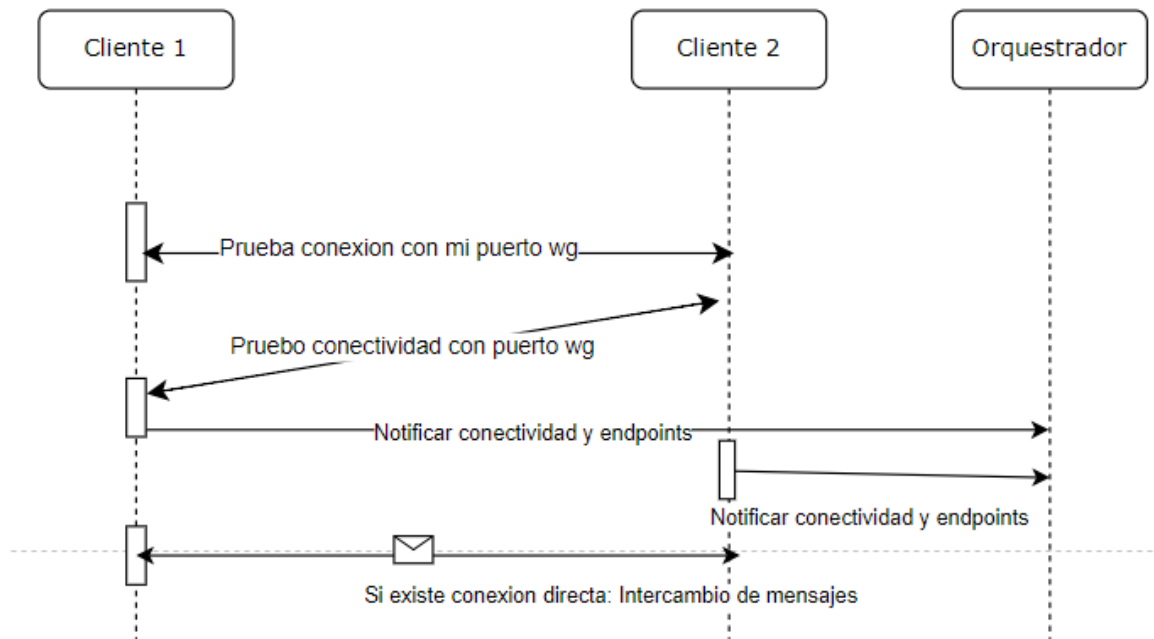 Cliente 1
Cliente 2
Orquestrador
Prueba conexion con mi puerto wg
Pruebo conectividad con puerto wg
Notificar conectividad y endpoints
Notificar conectividad y endpoints
Si existe conexion directa: Intercambio de mensajes